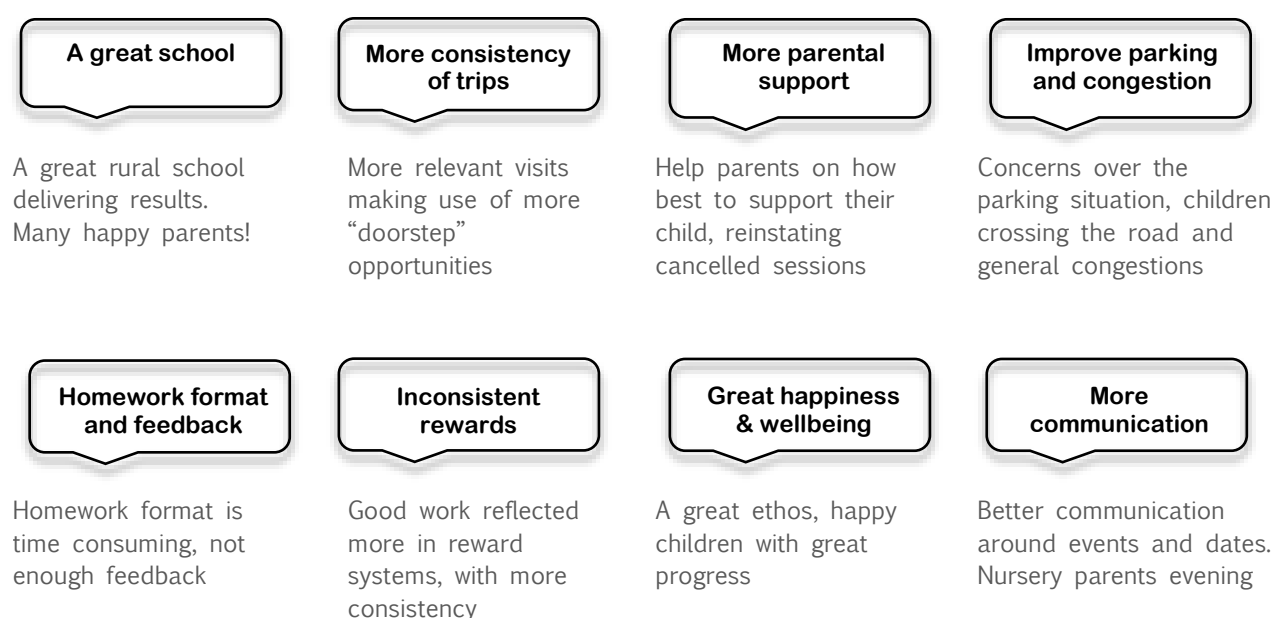 A great school
More consistency
of trips
More parental
support
Improve parking
and congestion
A great rural school
delivering results.
Many happy parents!
More relevant visits
making use of more
“doorstep”
opportunities
Help parents on how
best to support their
child, reinstating
cancelled sessions
Concerns over the
parking situation, children
crossing the road and
general congestions
Homework format
and feedback
Inconsistent
rewards
Great happiness
& wellbeing
More
communication
Homework format is
time consuming, not
enough feedback
Good work reflected
more in reward
systems, with more
consistency
A great ethos, happy
children with great
progress
Better communication
around events and dates.
Nursery parents evening